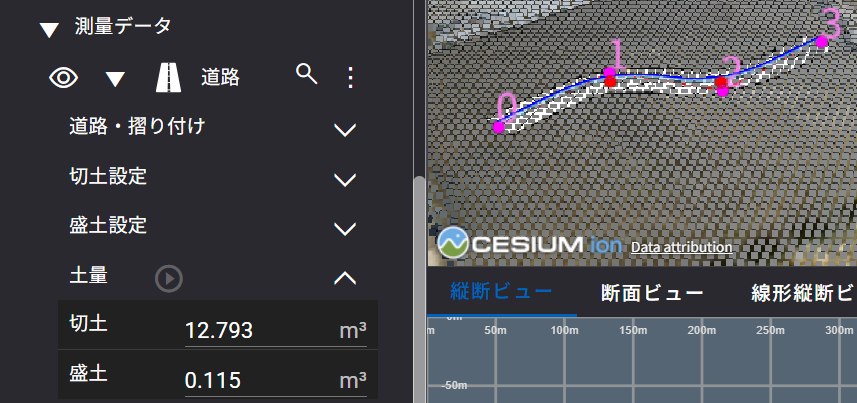 測量データ
道路
道路・摺り付け
切土設定
盛土設定
土量
切土
12.793 m³
盛土
0.115 m³
0
1
2
3
CESIUM ion Data attribution
縦断ビュー 断面ビュー 線形縦断ビ
0m
m 50m 100m 150m 200m 250m 300m
-50m